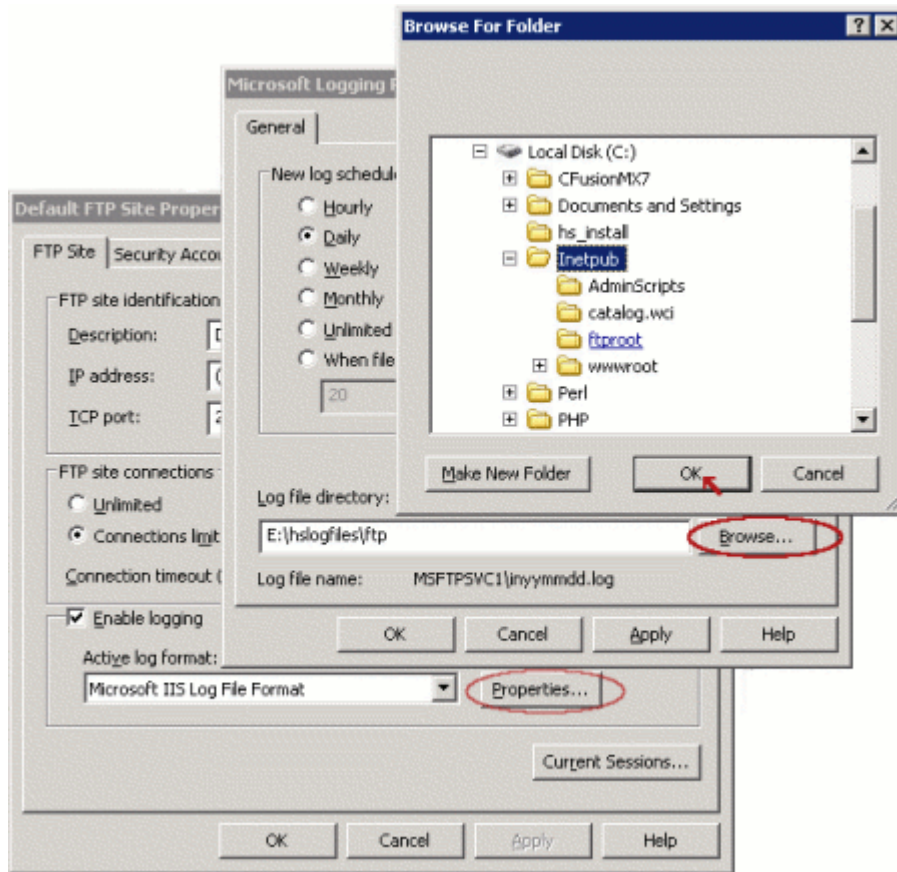 Browse For Folder
Local Disk (C:)
CFusionMX7
Documents and Settings
hs_install
Inetpub
AdminScripts
catalog.wci
ftproot
wwwroot
Perl
PHP
Make New Folder
OK
Cancel
Microsoft Logging
General
New log schedul
Hourly
Daily
Weekly
Monthly
Unlimited
When file
20
Log file directory:
E:\hslogfiles\ftp
Browse...
Log file name: MSFTPSVC1\inyymmdd.log
OK
Cancel
Apply
Help
Default FTP Site Proper
FTP Site
Security Accou
FTP site identification
Description:
IP address:
TCP port:
FTP site connections
Unlimited
Connections limit
Connection timeout (
Enable logging
Active log format:
Microsoft IIS Log File Format
Properties...
Current Sessions...
OK
Cancel
Apply
Help